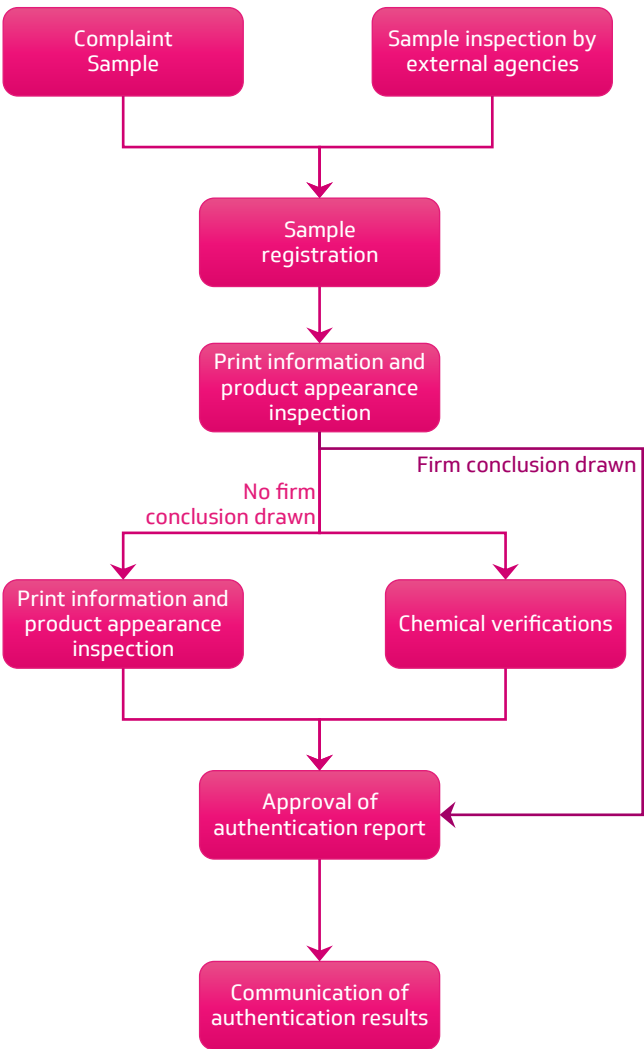 Complaint
Sample
Sample inspection by
external agencies
Sample
registration
Print information and
product appearance
inspection
Firm conclusion drawn
No firm
conclusion drawn
Print information and
product appearance
inspection
Chemical verifications
Approval of
authentication report
Communication of
authentication results